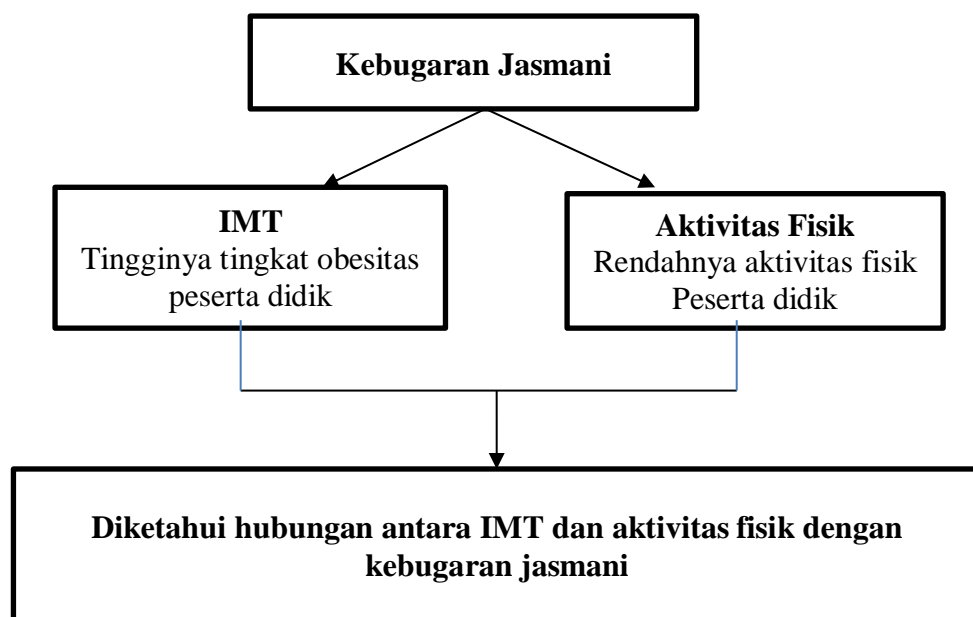 Kebugaran Jasmani
IMT
Tingginya tingkat obesitas
peserta didik
Aktivitas Fisik
Rendahnya aktivitas fisik
Peserta didik
Diketahui hubungan antara IMT dan aktivitas fisik dengan
kebugaran jasmani